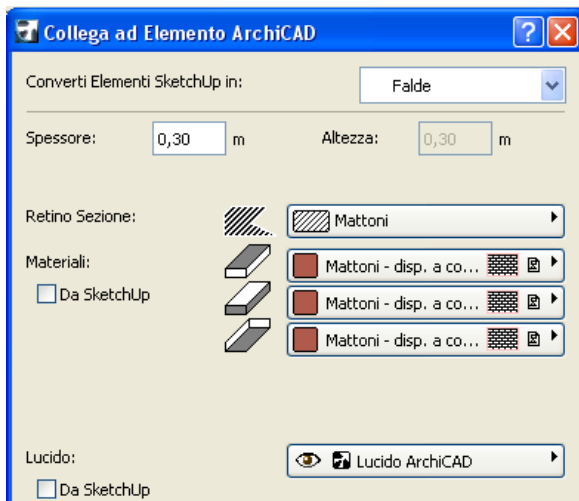 Collega ad Elemento ArchiCAD
Converti Elementi SketchUp in: Falde
Spessore: 0,30 m Altezza: 0,30 m
Retino Sezione: Mattoni
Materiali: Mattoni - disp. a co...
Da SketchUp Mattoni - disp. a co...
Mattoni - disp. a co...
Lucido: Lucido ArchiCAD
Da SketchUp